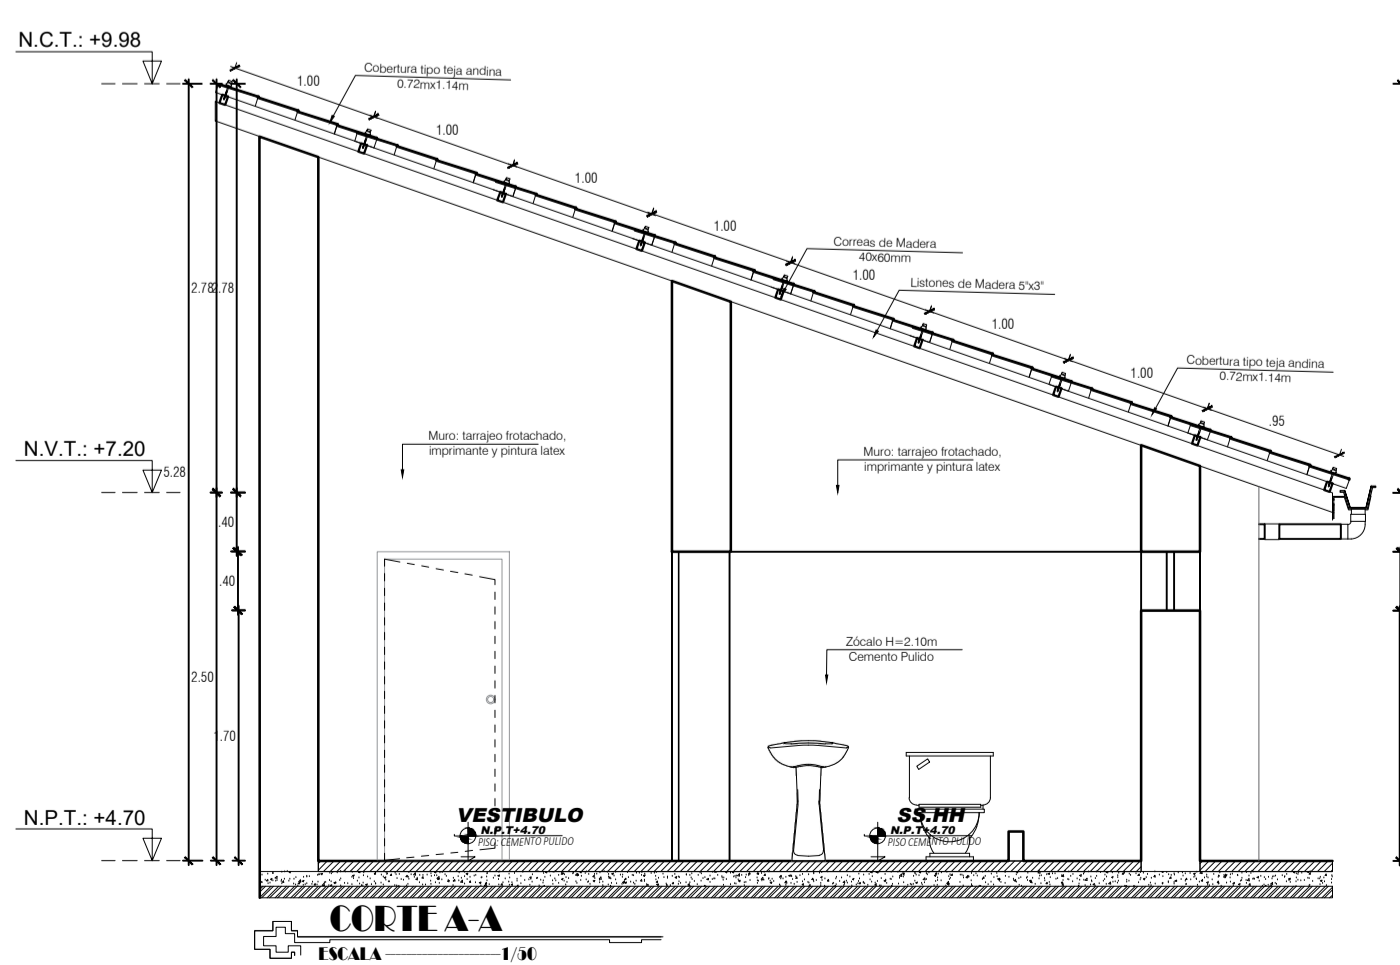 N.C.T.: +9.98
Cobertura tipo teja andina
0.72mx1.14m
1.00
1.00
1.00
1.00
Correas de Madera
40x60mm
1.00
Listones de Madera 5"x3"
2.78
2.78
1.00
Cobertura tipo teja andina
0.72mx1.14m
1.00
.95
N.V.T.: +7.20
5.28
Muro: tarrajeo frotachado,
imprimante y pintura latex
Muro: tarrajeo frotachado,
imprimante y pintura latex
.40
.40
Zócalo H=2.10m
Cemento Pulido
2.50
1.70
N.P.T.: +4.70
VESTIBULO
N.P.T+4.70
PISO: CEMENTO PULIDO
SS.HH
N.P.T+4.70
PISO CEMENTO PULIDO
CORTE A-A
ESCALA 1/50